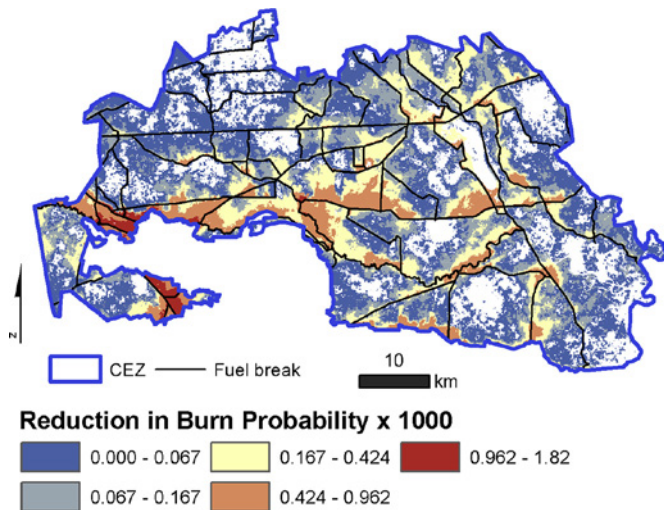 z
10
CEZ
Fuel break
km
Reduction in Burn Probability x 1000
0.000 - 0.067 0.167 - 0.424 0.962 - 1.82
0.067 - 0.167 0.424 - 0.962